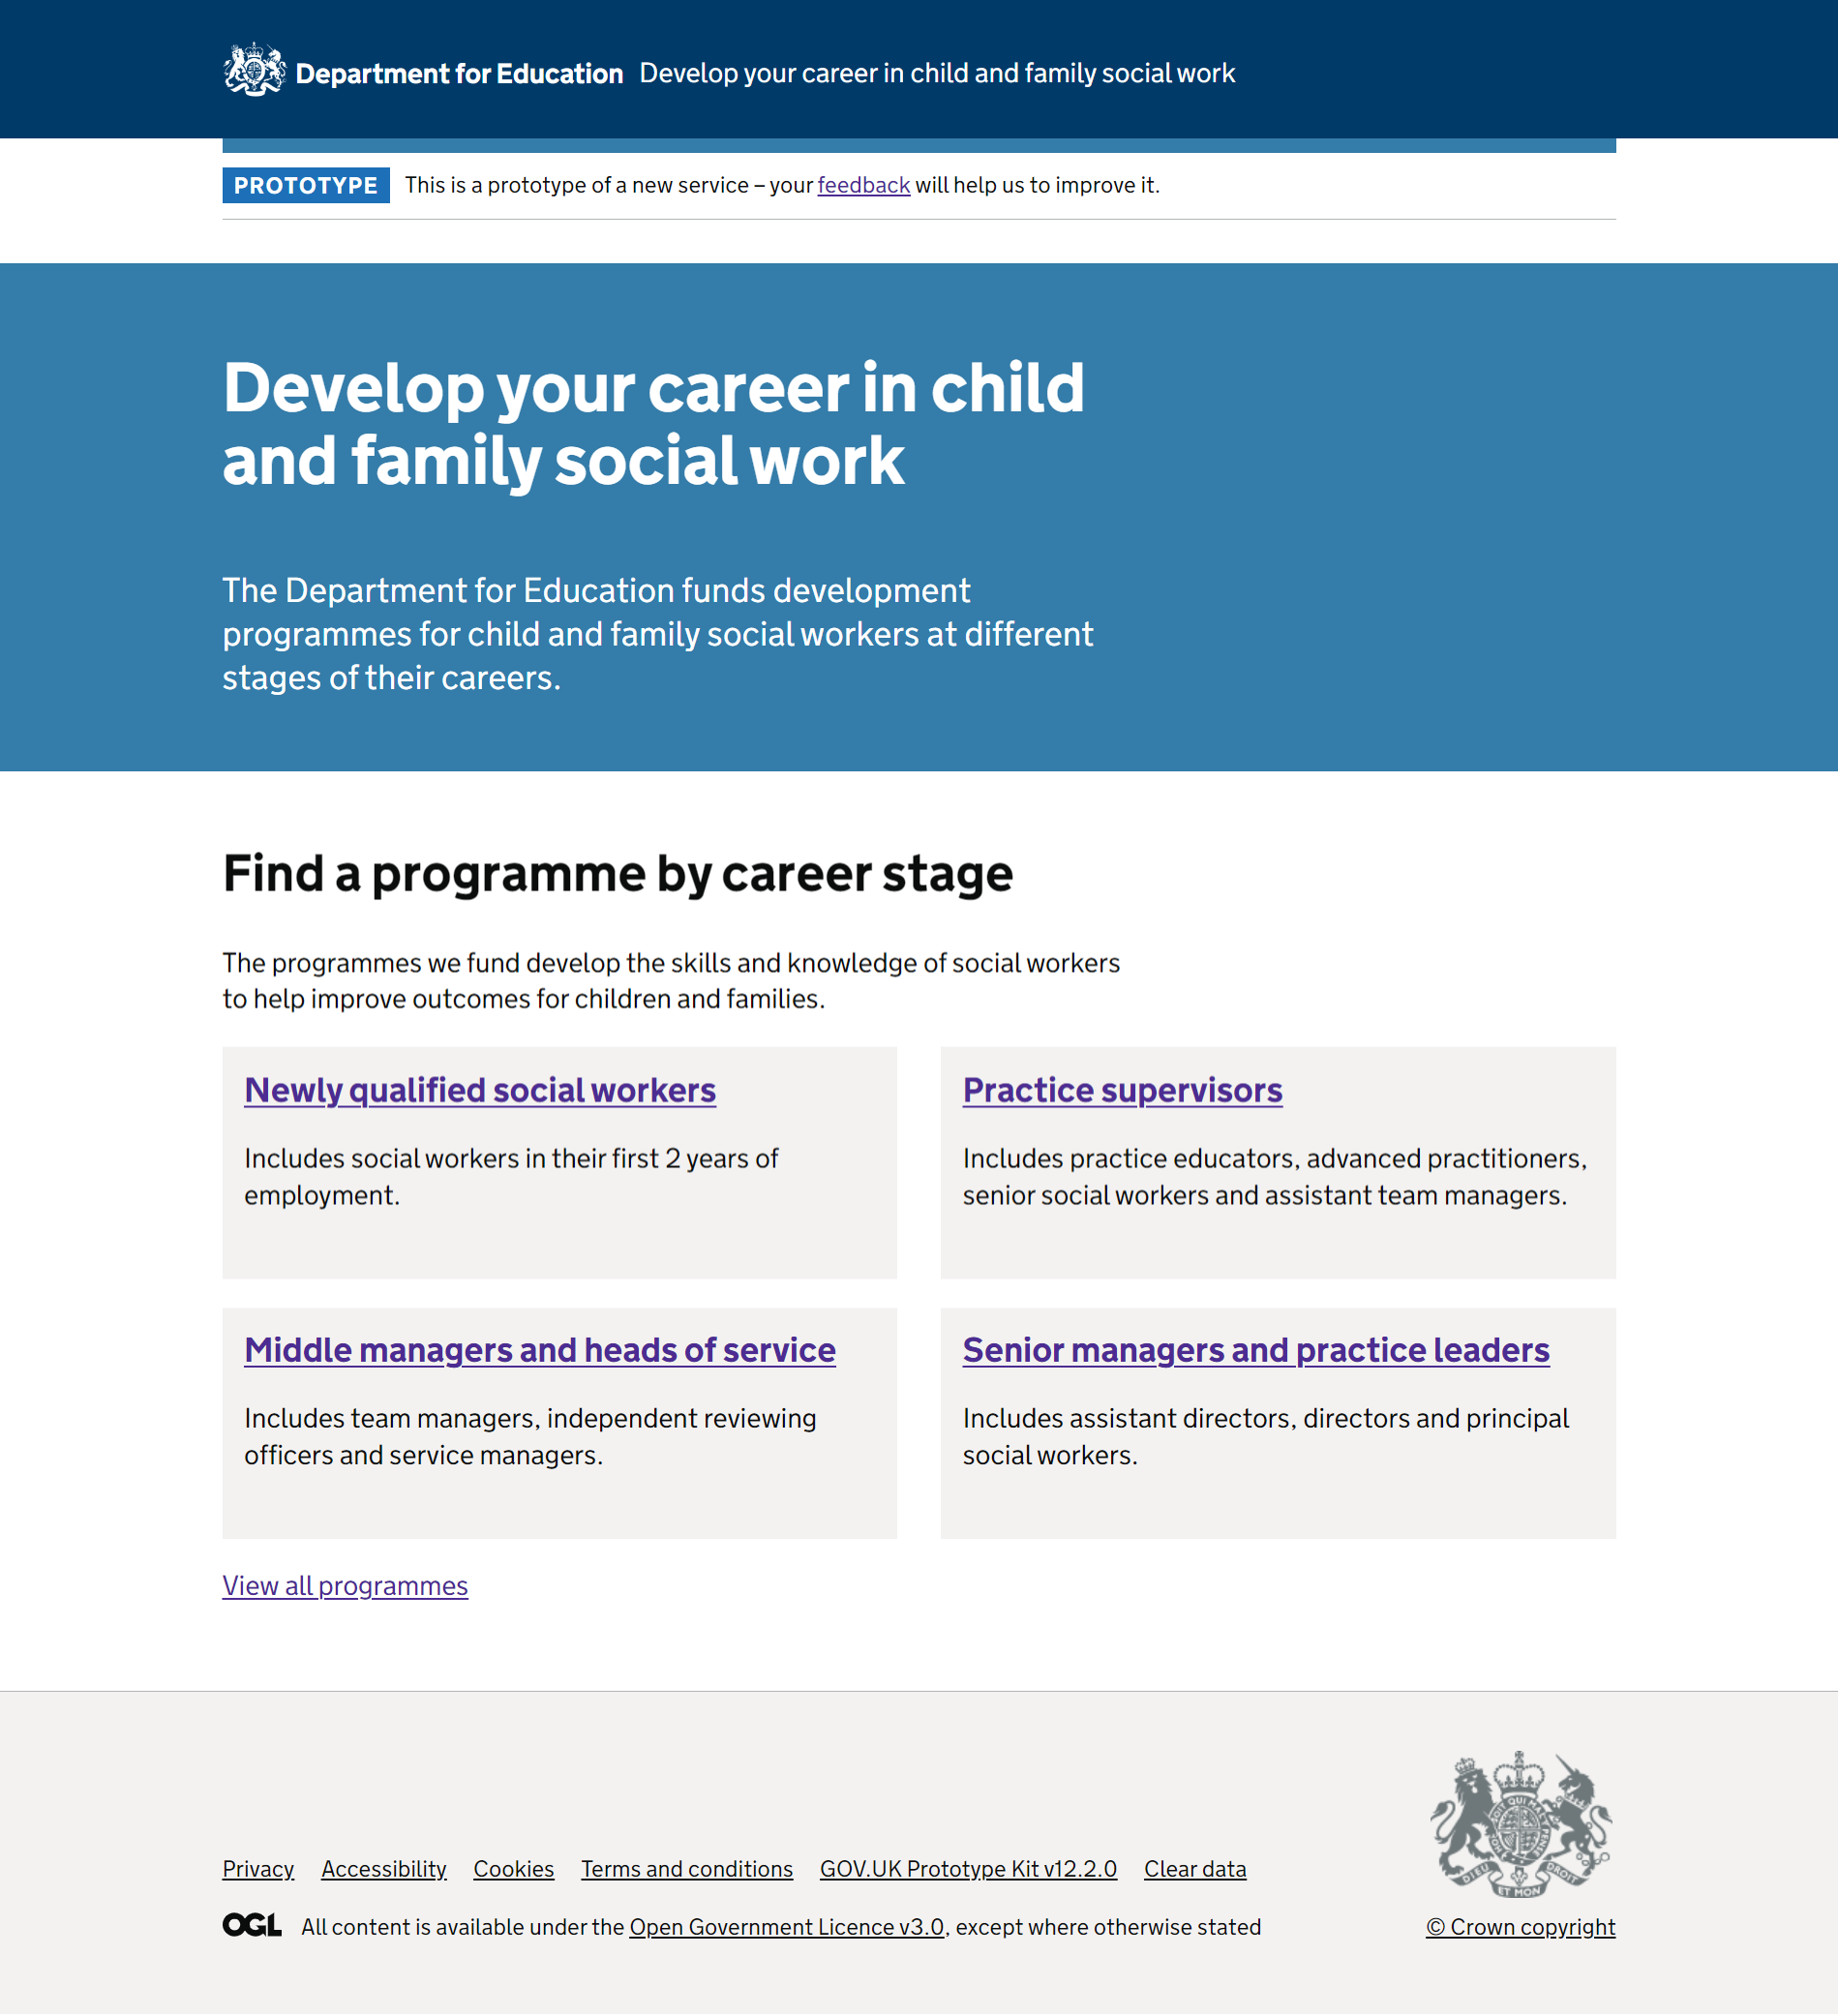 Department for Education Develop your career in child and family social work
PROTOTYPE This is a prototype of a new service – your feedback will help us to improve it.
Develop your career in child
and family social work
The Department for Education funds development
programmes for child and family social workers at different
stages of their careers.
Find a programme by career stage
The programmes we fund develop the skills and knowledge of social workers
to help improve outcomes for children and families.
Newly qualified social workers
Includes social workers in their first 2 years of
employment.
Practice supervisors
Includes practice educators, advanced practitioners,
senior social workers and assistant team managers.
Middle managers and heads of service
Includes team managers, independent reviewing
officers and service managers.
Senior managers and practice leaders
Includes assistant directors, directors and principal
social workers.
View all programmes
Privacy Accessibility Cookies Terms and conditions GOV.UK Prototype Kit v12.2.0 Clear data
OGL All content is available under the Open Government Licence v3.0, except where otherwise stated
DIEU ET MON DROIT
© Crown copyright